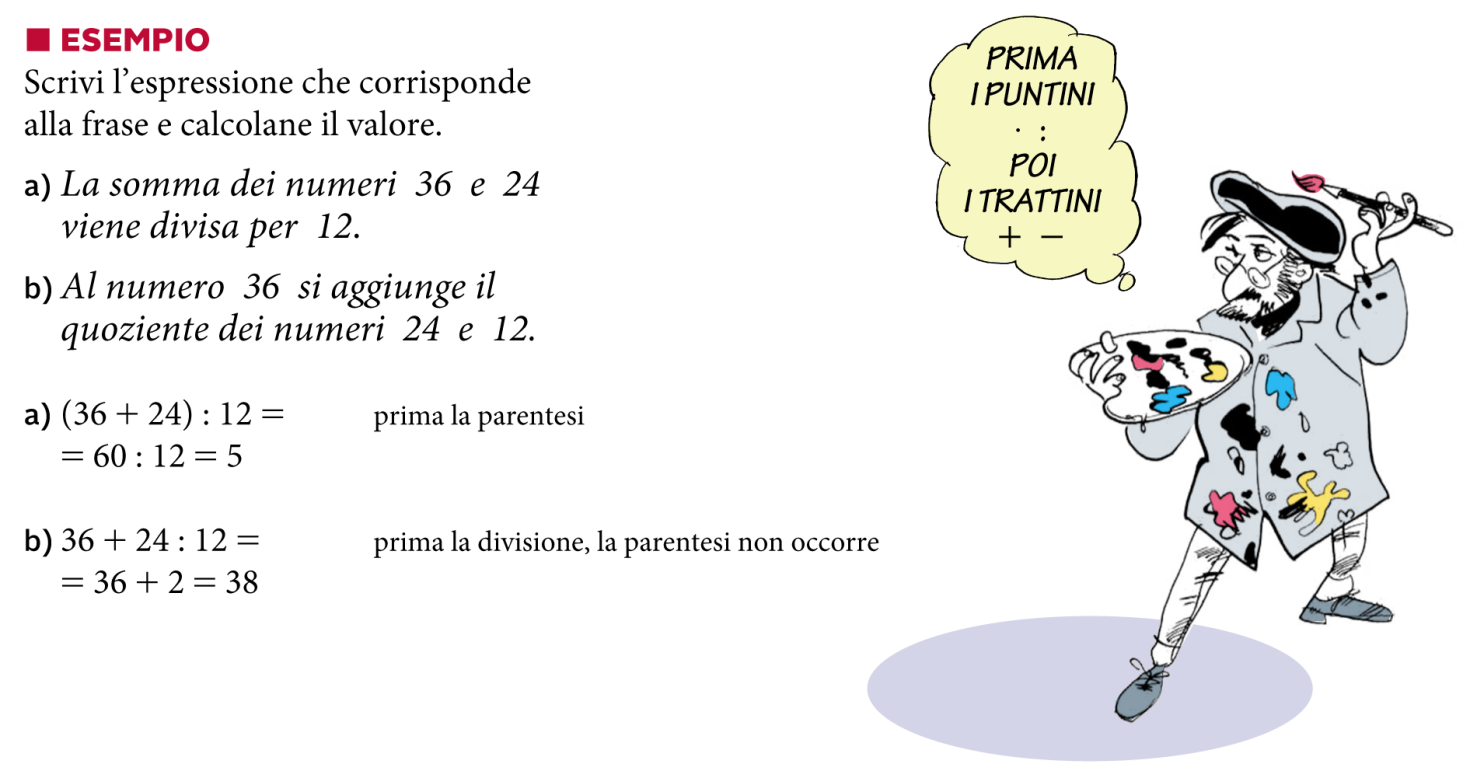 ESEMPIO
Scrivi l'espressione che corrisponde
alla frase e calcolane il valore.
a) La somma dei numeri 36 e 24
viene divisa per 12.
b) Al numero 36 si aggiunge il
quoziente dei numeri 24 e 12.
a) (36 + 24) : 12 = prima la parentesi
= 60 : 12 = 5
b) 36 + 24 : 12 = prima la divisione, la parentesi non occorre
= 36 + 2 = 38
PRIMA
I PUNTINI
· :
POI
I TRATTINI
+ −